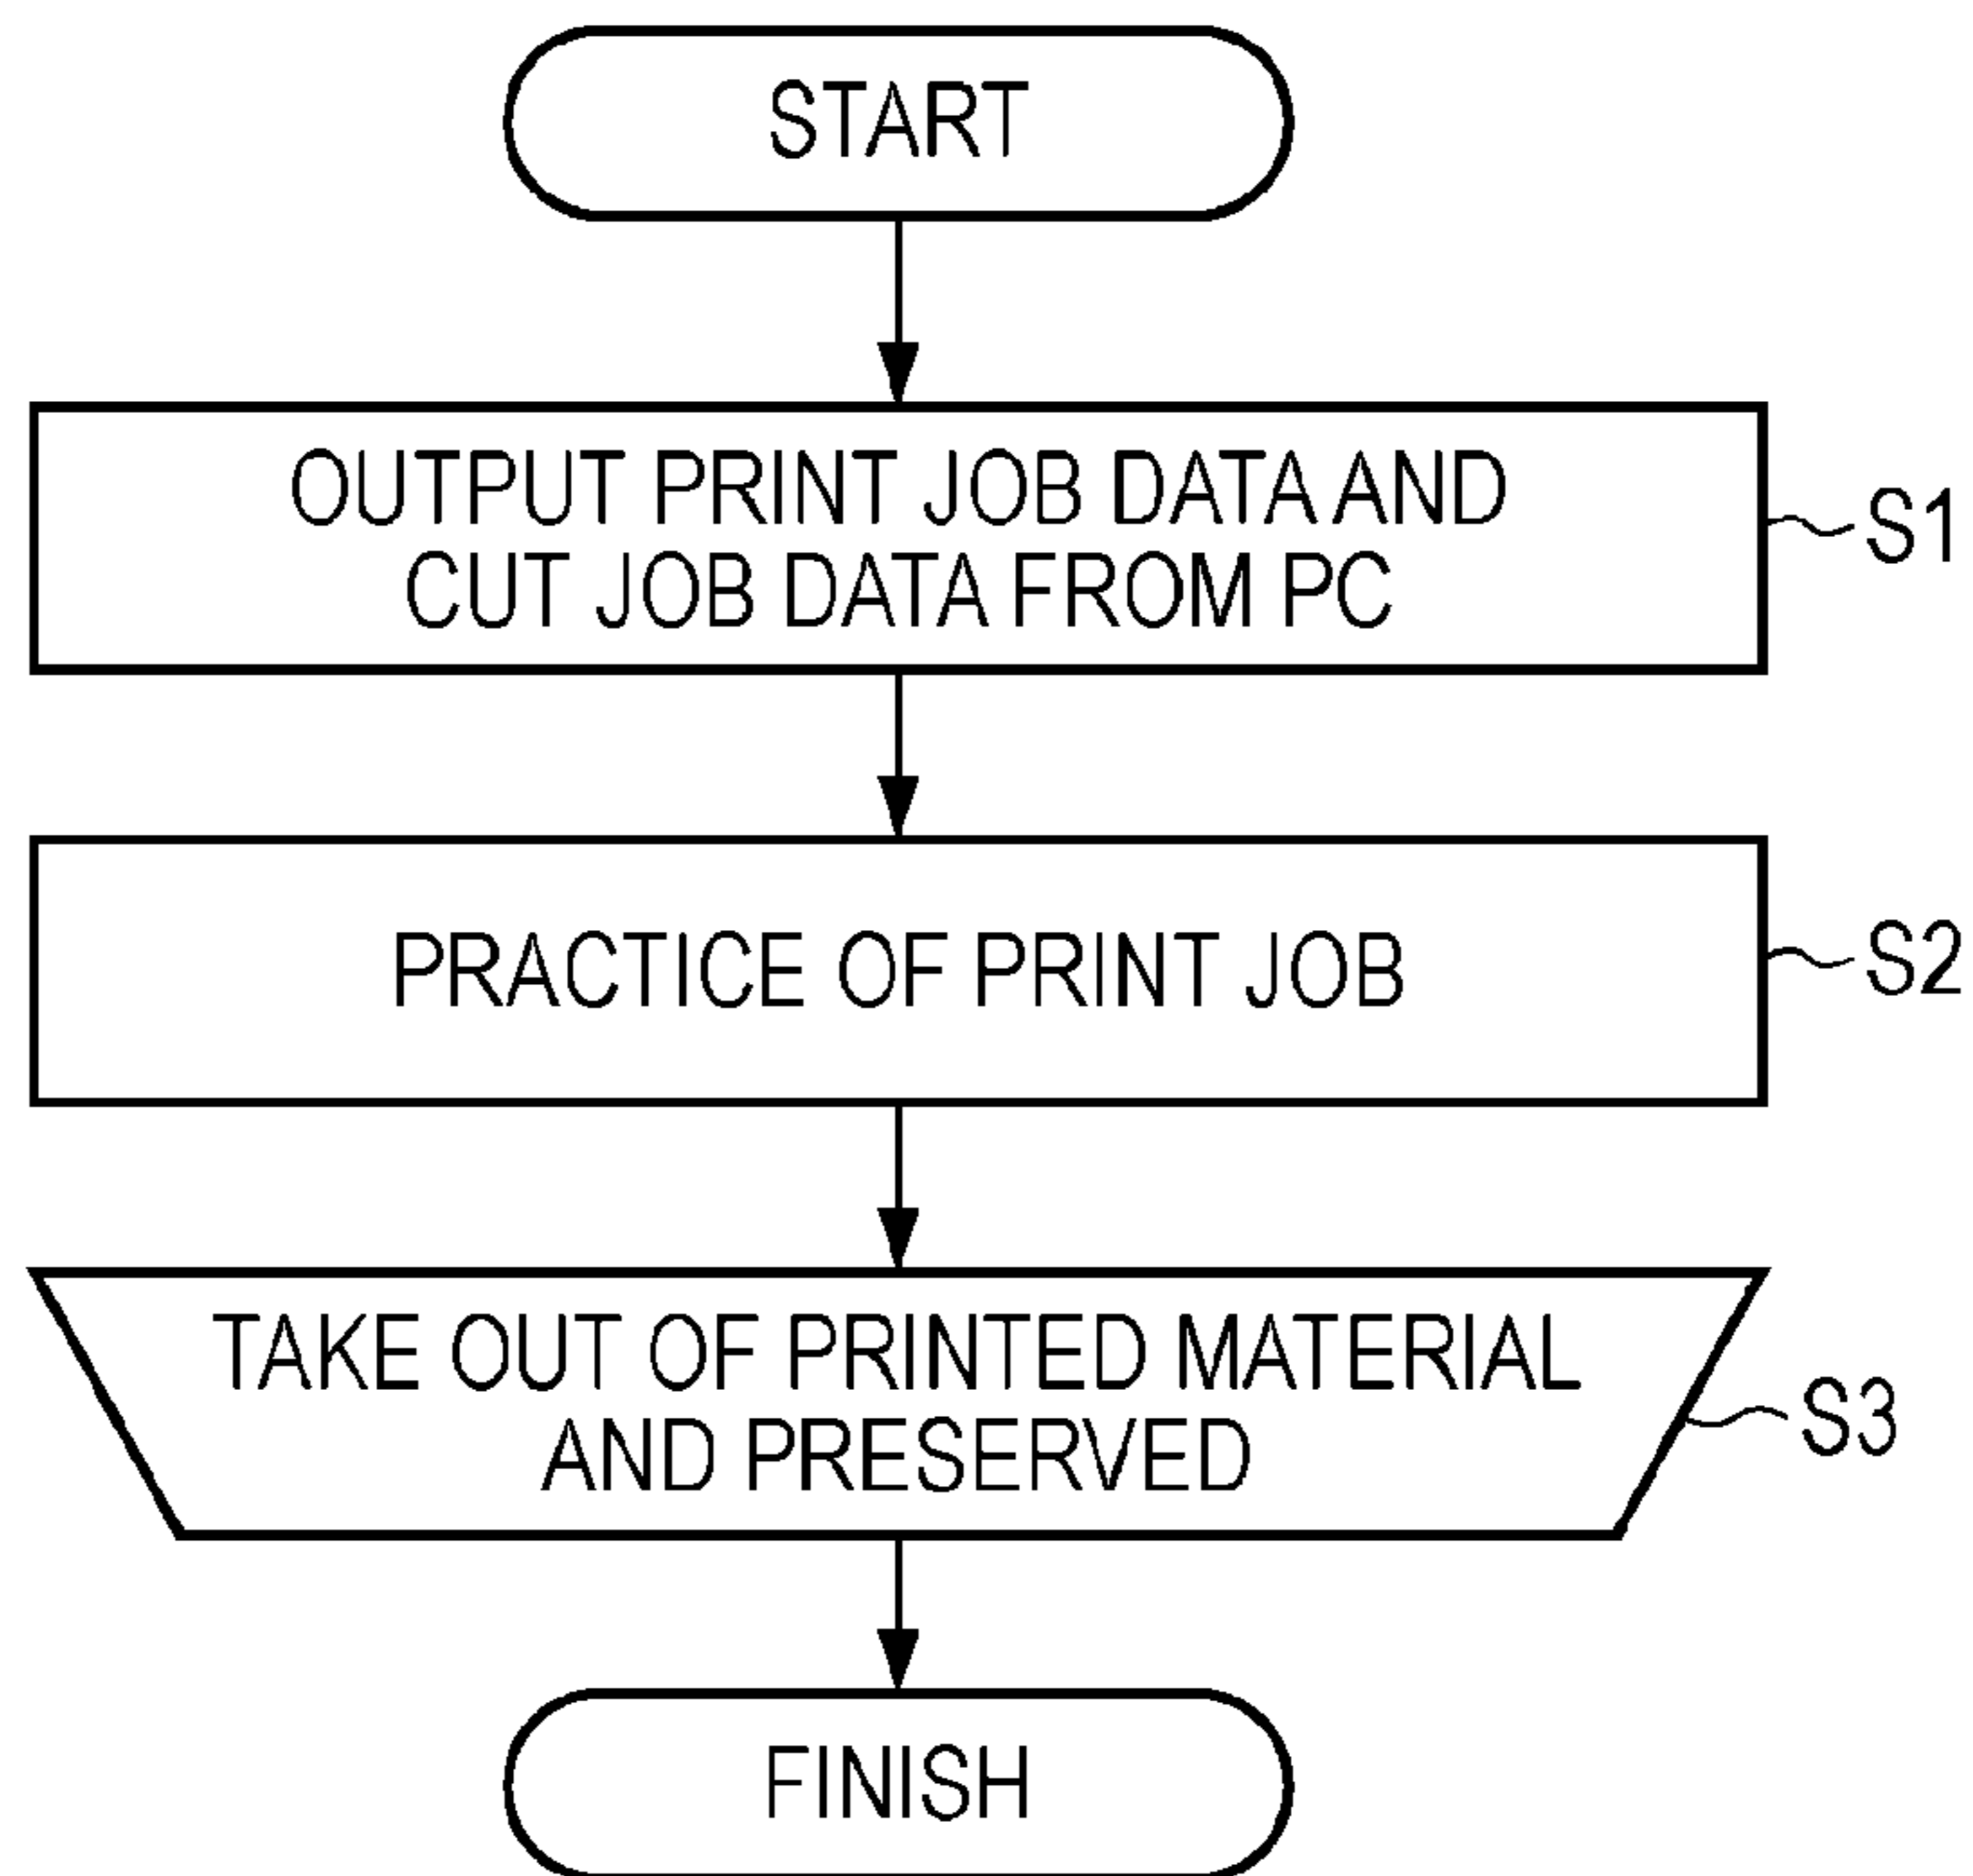 START
OUTPUT PRINT JOB DATA AND
CUT JOB DATA FROM PC
S1
PRACTICE OF PRINT JOB
S2
TAKE OUT OF PRINTED MATERIAL
AND PRESERVED
S3
FINISH